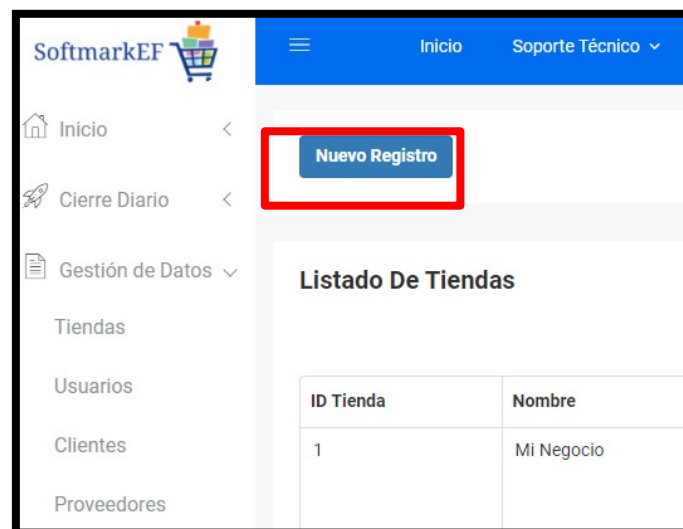 SoftmarkEF
Inicio
Soporte Técnico
Inicio
Nuevo Registro
Cierre Diario
Gestión de Datos
Listado De Tiendas
Tiendas
Usuarios
ID Tienda
Nombre
Clientes
1
Mi Negocio
Proveedores